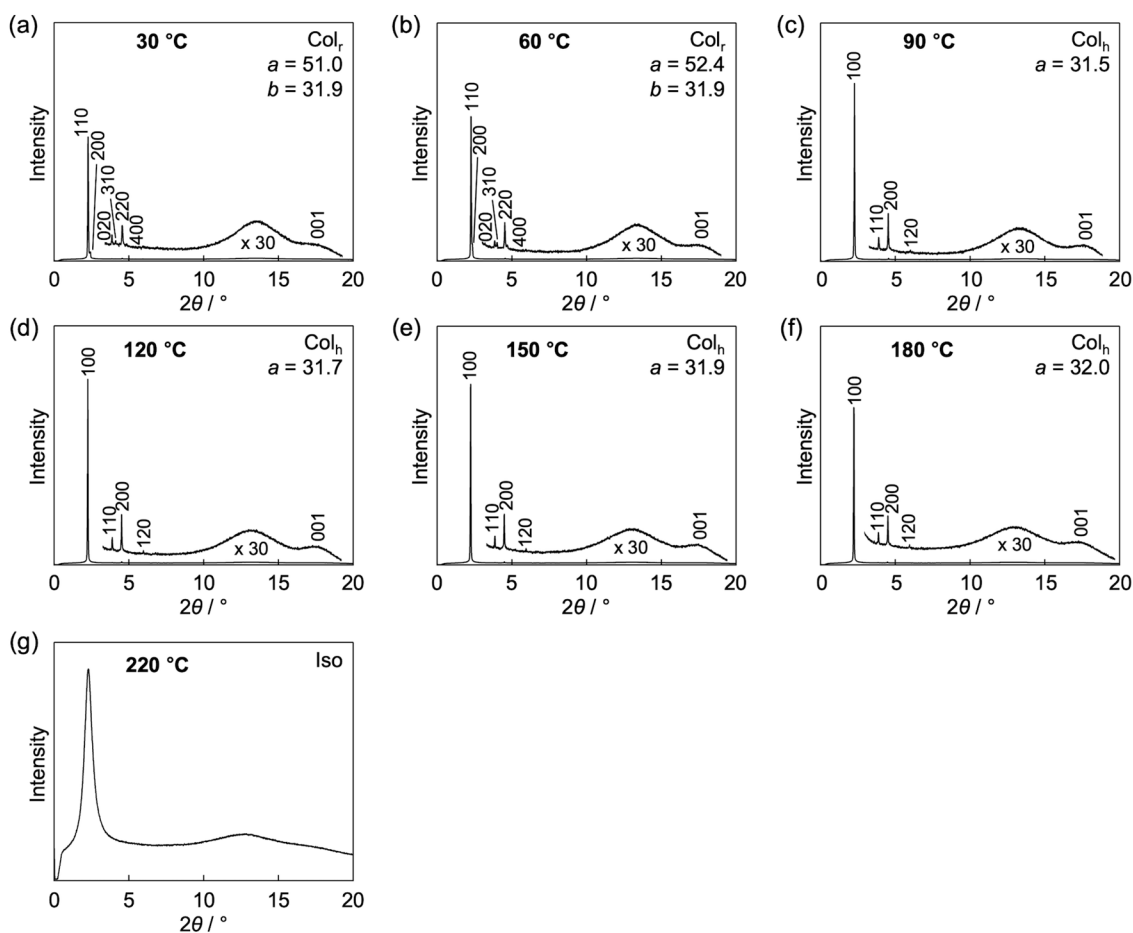 (a)
30 °C
Colr
a = 51.0
b = 31.9
110
200
310
020
220
400
001
x 30
Intensity
0 5 10 15 20
2θ / °
(b)
60 °C
Colr
a = 52.4
b = 31.9
110
200
310
020
220
400
001
x 30
Intensity
0 5 10 15 20
2θ / °
(c)
90 °C
Colh
a = 31.5
100
110
200
120
001
x 30
Intensity
0 5 10 15 20
2θ / °
(d)
120 °C
Colh
a = 31.7
100
110
200
120
001
x 30
Intensity
0 5 10 15 20
2θ / °
(e)
150 °C
Colh
a = 31.9
100
110
200
120
001
x 30
Intensity
0 5 10 15 20
2θ / °
(f)
180 °C
Colh
a = 32.0
100
110
200
120
001
x 30
Intensity
0 5 10 15 20
2θ / °
(g)
220 °C
Iso
Intensity
0 5 10 15 20
2θ / °